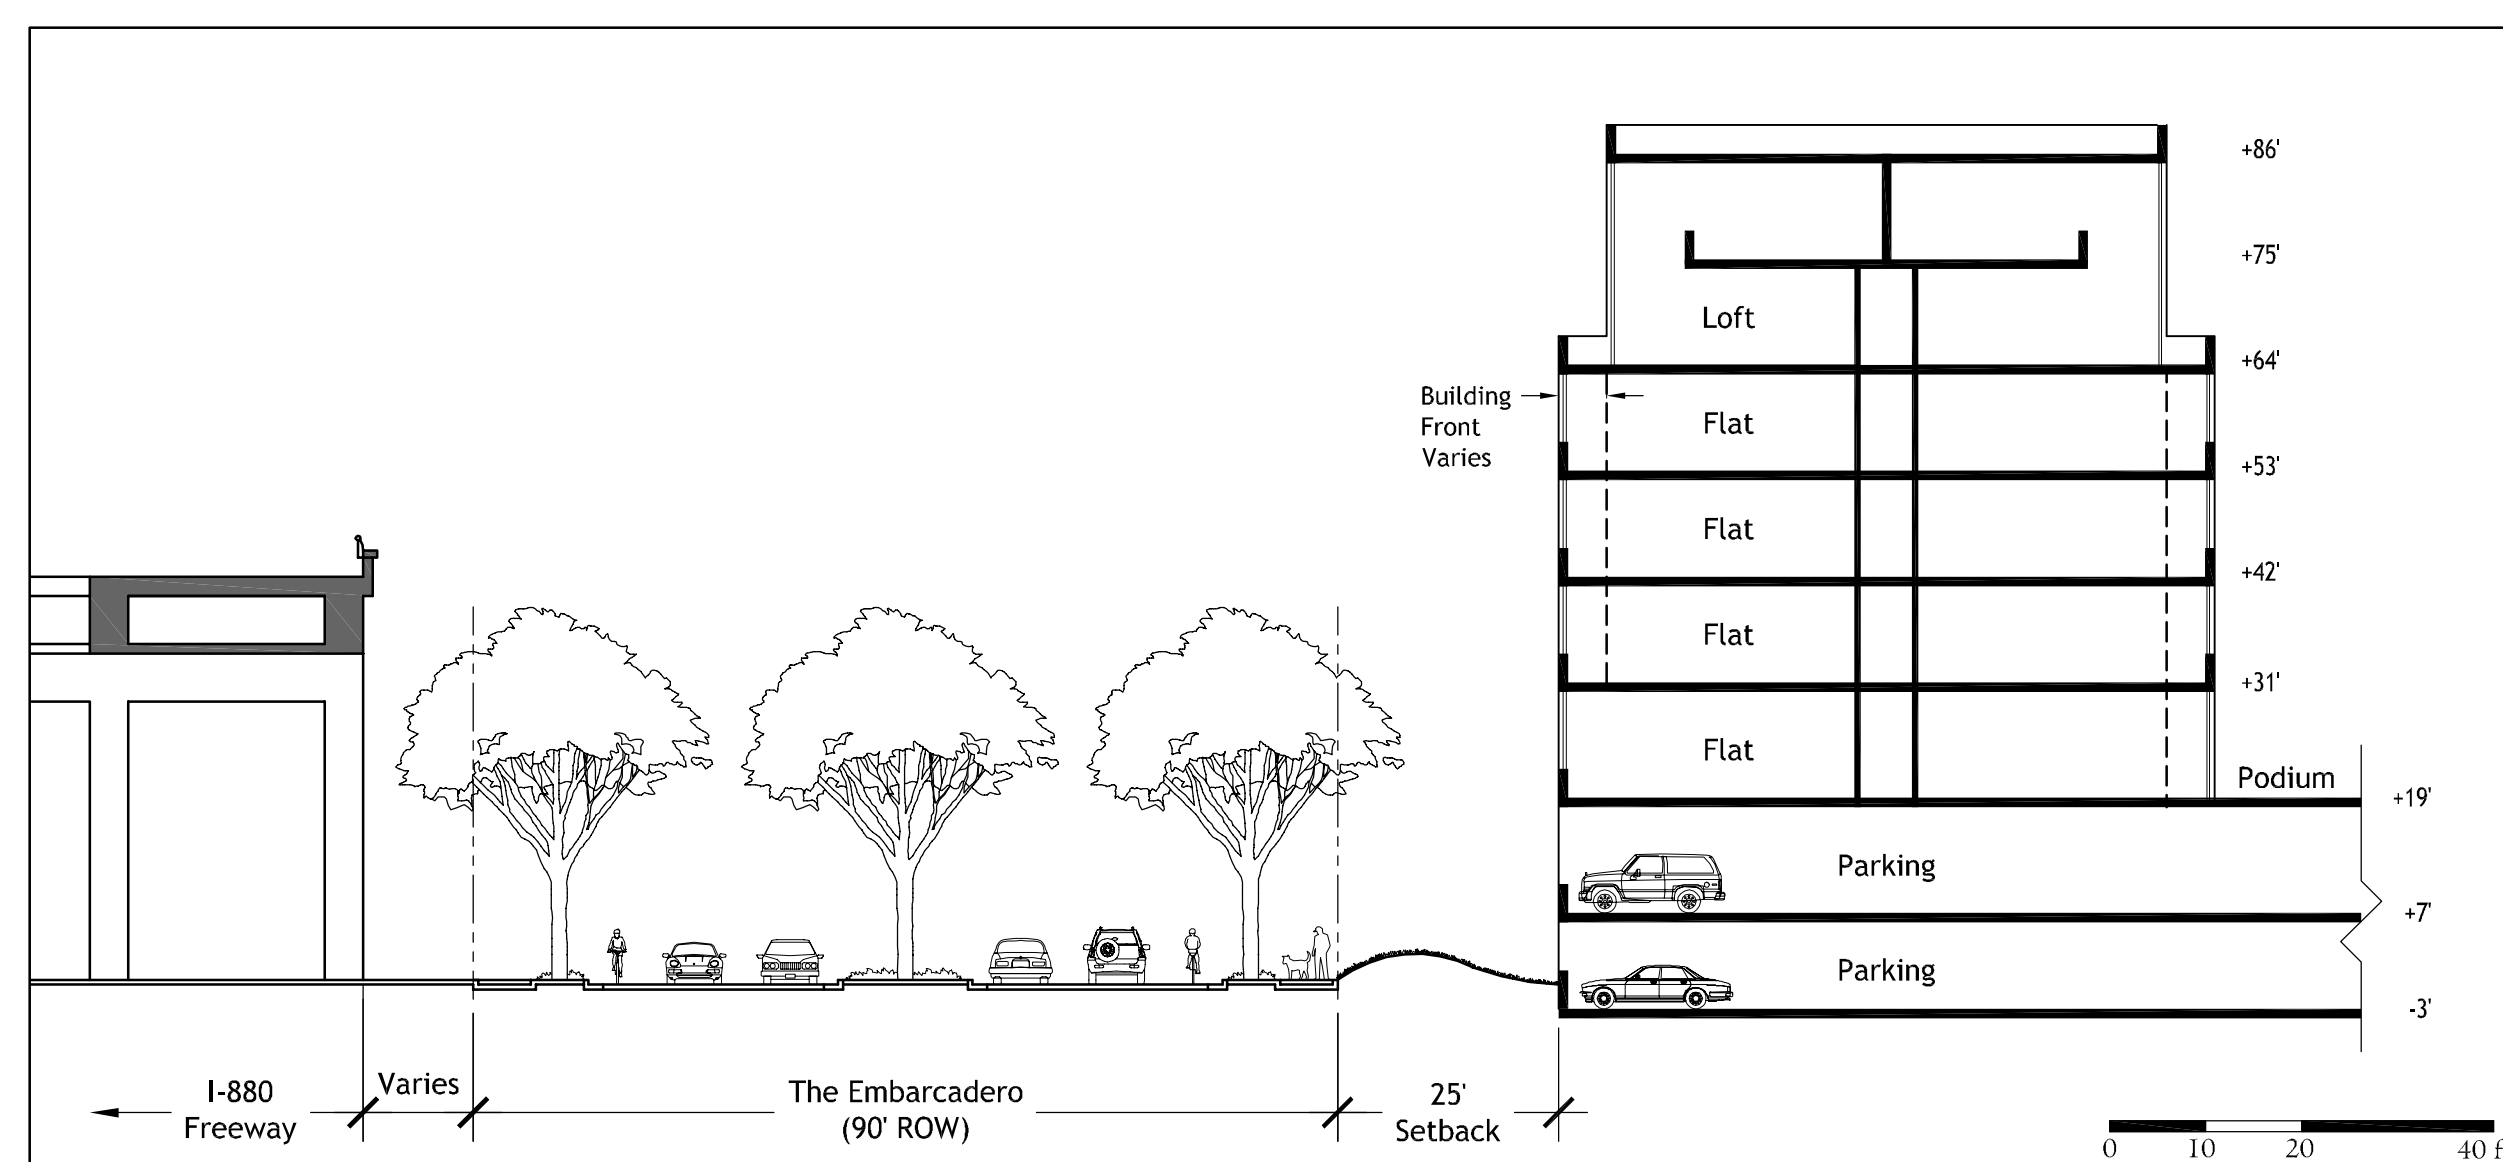 +86'
+75'
Loft
+64'
Building
Front
Varies
Flat
+53'
Flat
+42'
Flat
+31'
Flat
Podium
+19'
Parking
+7'
Parking
-3'
I-880
Freeway
Varies
The Embarcadero
(90' ROW)
25'
Setback
0 10 20 40 f